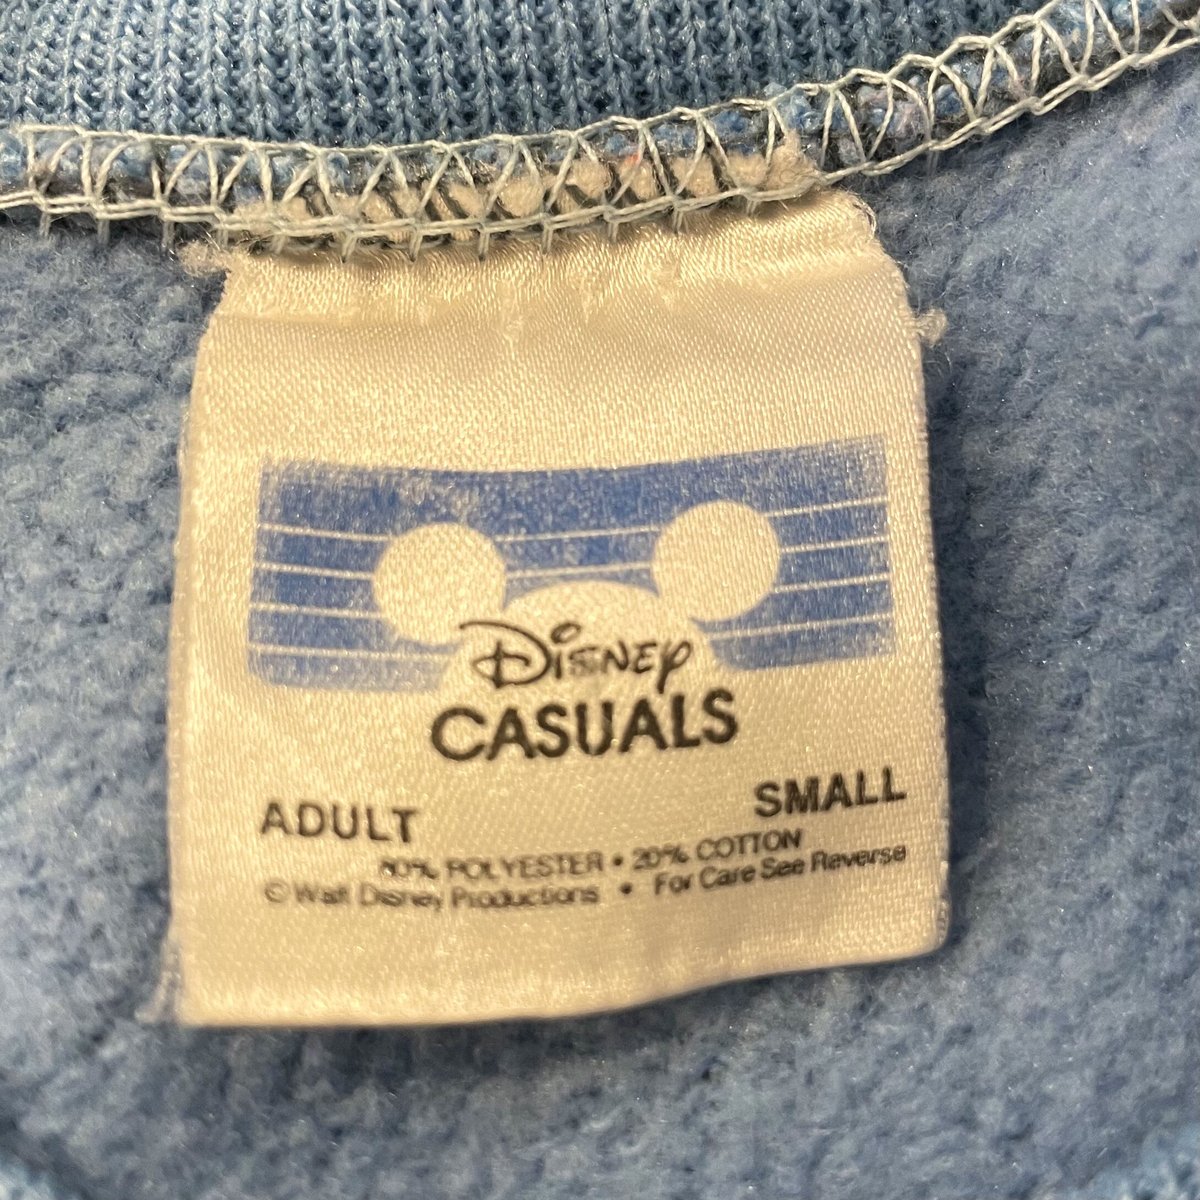 Disney
CASUALS
ADULT SMALL
80% POLYESTER • 20% COTTON
© Walt Disney Productions • For Care See Reverse